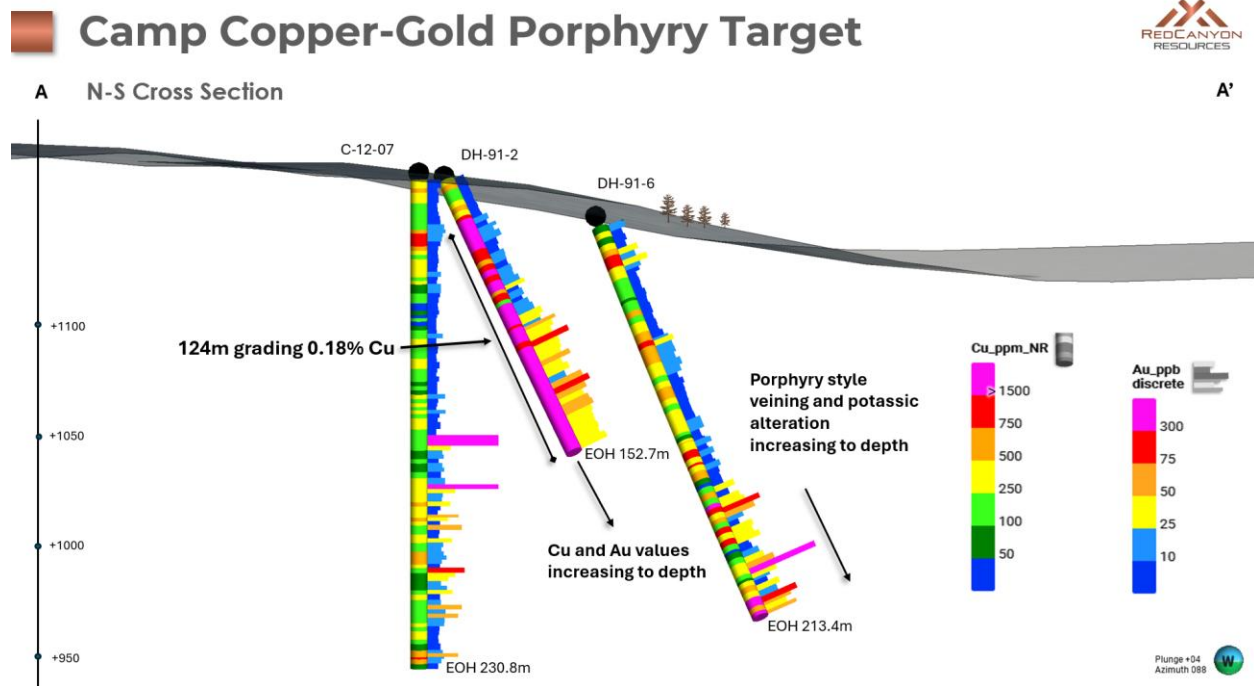 Camp Copper-Gold Porphyry Target
REDCANYON
RESOURCES
A
N-S Cross Section
A'
C-12-07
DH-91-2
DH-91-6
+1100
+1050
+1000
+950
124m grading 0.18% Cu
EOH 152.7m
Cu and Au values
increasing to depth
Porphyry style
veining and potassic
alteration
increasing to depth
EOH 213.4m
EOH 230.8m
Cu_ppm_NR
> 1500
750
500
250
100
50
Au_ppb
discrete
300
75
50
25
10
Plunge +04
Azimuth 088
W